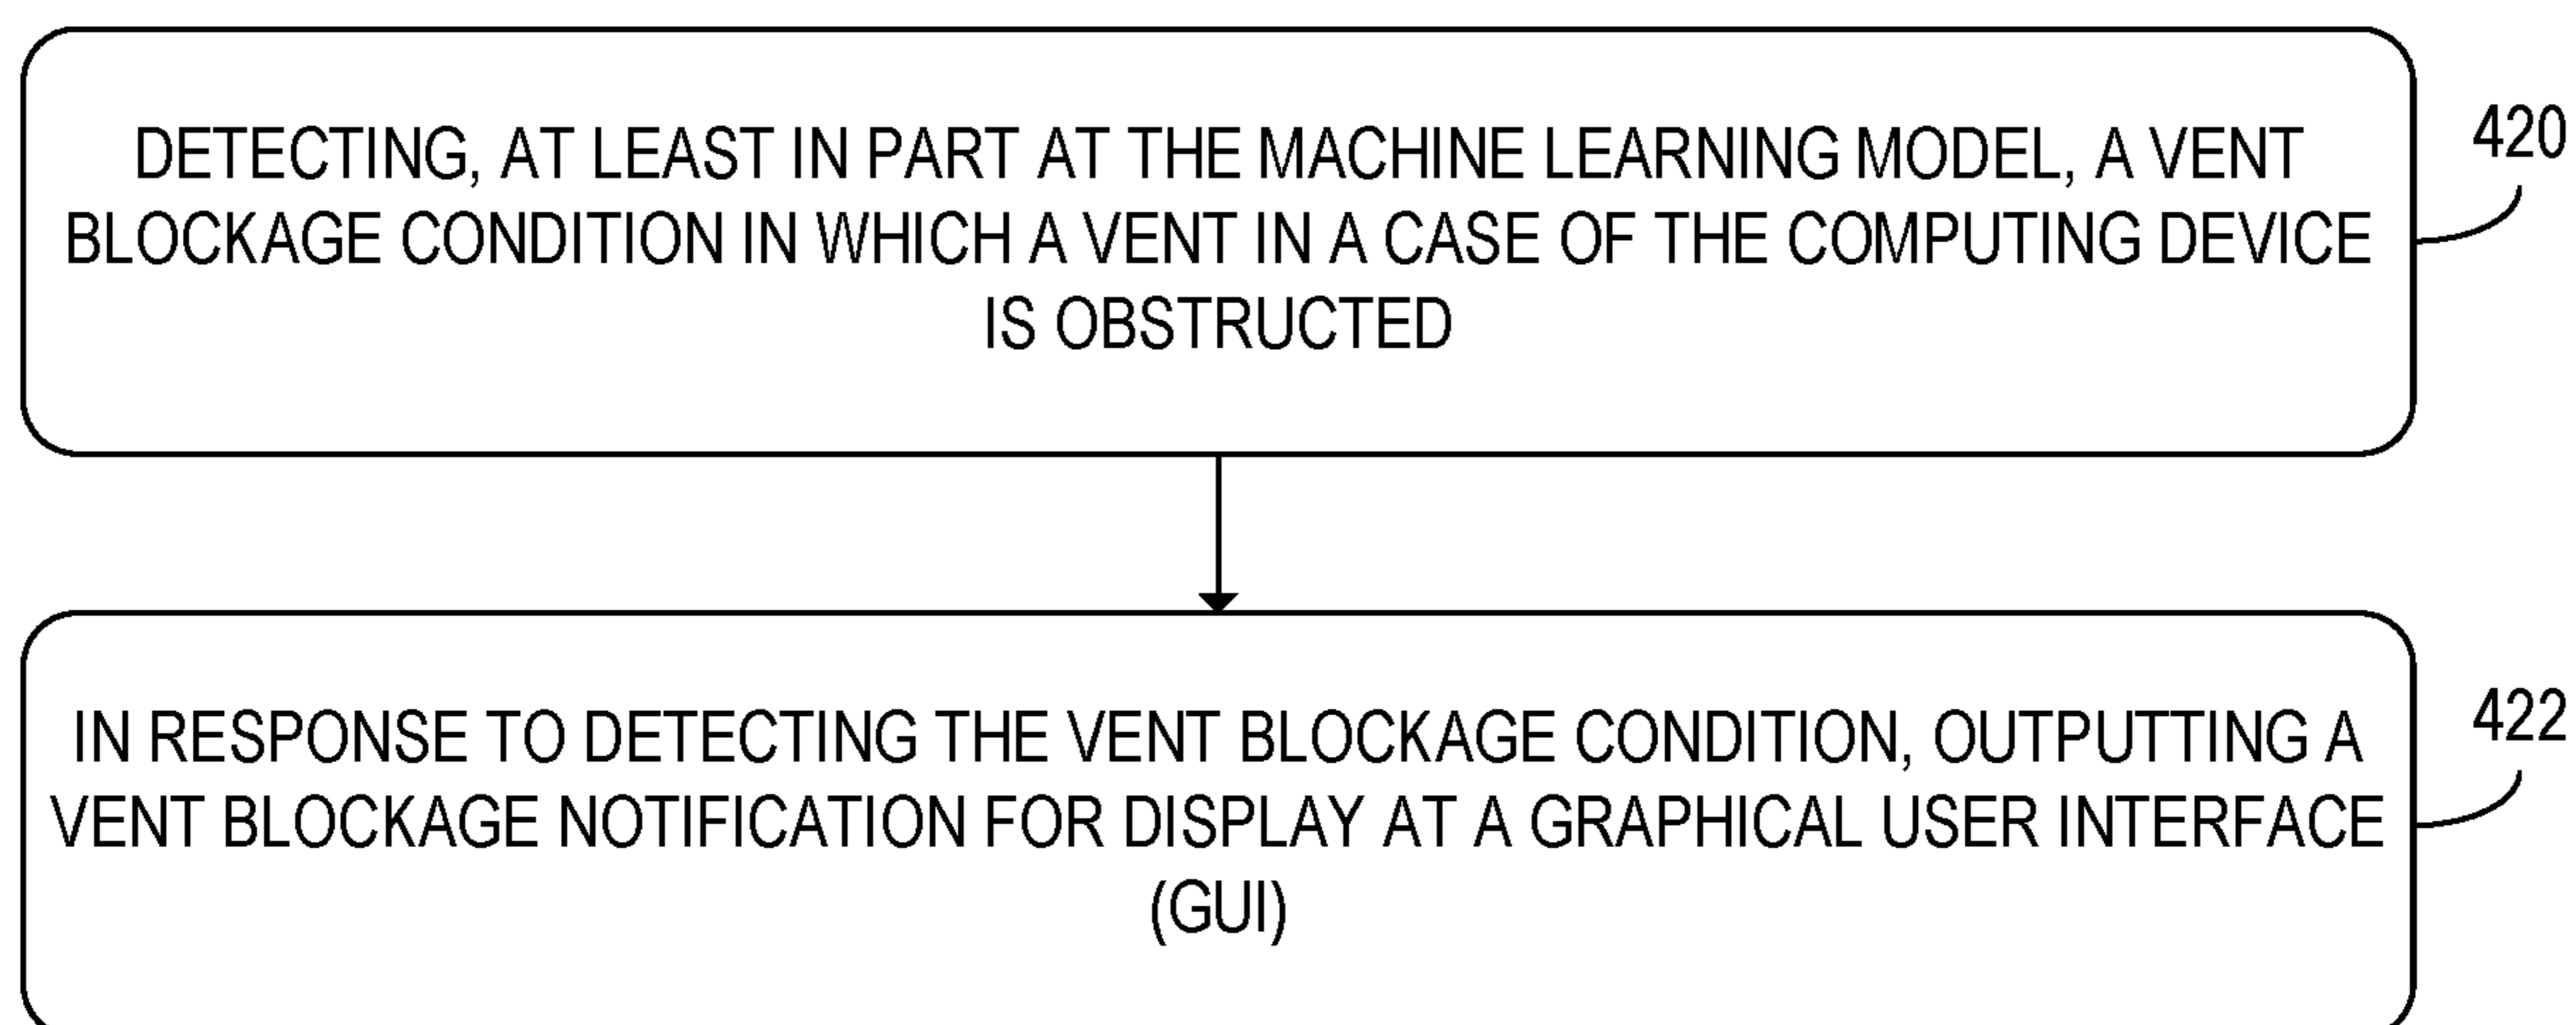 DETECTING, AT LEAST IN PART AT THE MACHINE LEARNING MODEL, A VENT
BLOCKAGE CONDITION IN WHICH A VENT IN A CASE OF THE COMPUTING DEVICE
IS OBSTRUCTED
420
IN RESPONSE TO DETECTING THE VENT BLOCKAGE CONDITION, OUTPUTTING A
VENT BLOCKAGE NOTIFICATION FOR DISPLAY AT A GRAPHICAL USER INTERFACE
(GUI)
422